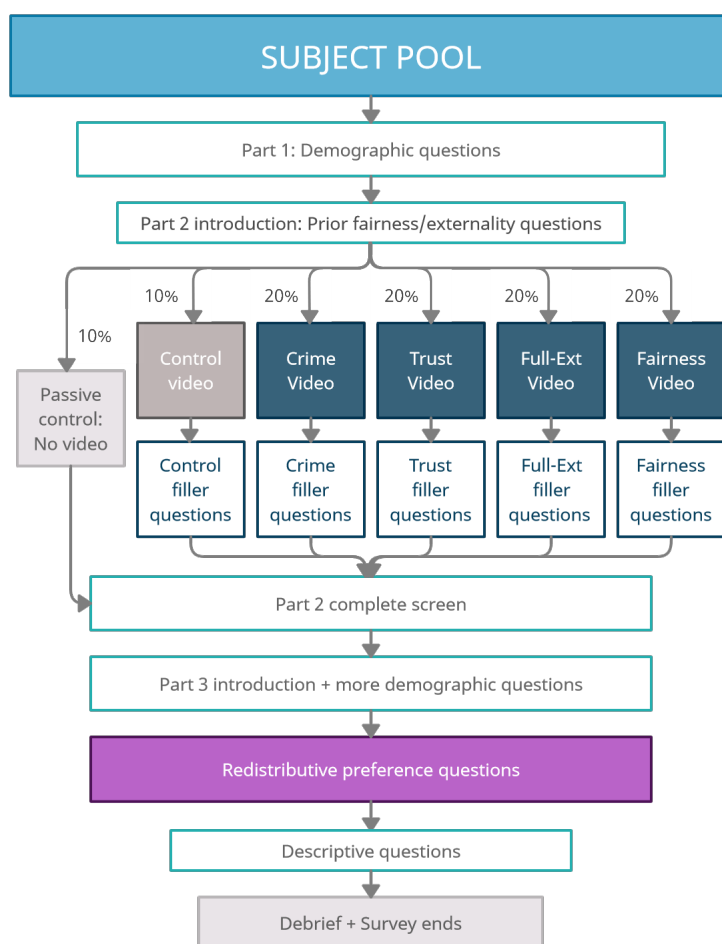 SUBJECT POOL
Part 1: Demographic questions
Part 2 introduction: Prior fairness/externality questions
10%
10%
20%
20%
20%
20%
Passive
control:
No video
Control
video
Crime
Video
Trust
Video
Full-Ext
Video
Fairness
Video
Control
filler
questions
Crime
filler
questions
Trust
filler
questions
Full-Ext
filler
questions
Fairness
filler
questions
Part 2 complete screen
Part 3 introduction + more demographic questions
Redistributive preference questions
Descriptive questions
Debrief + Survey ends